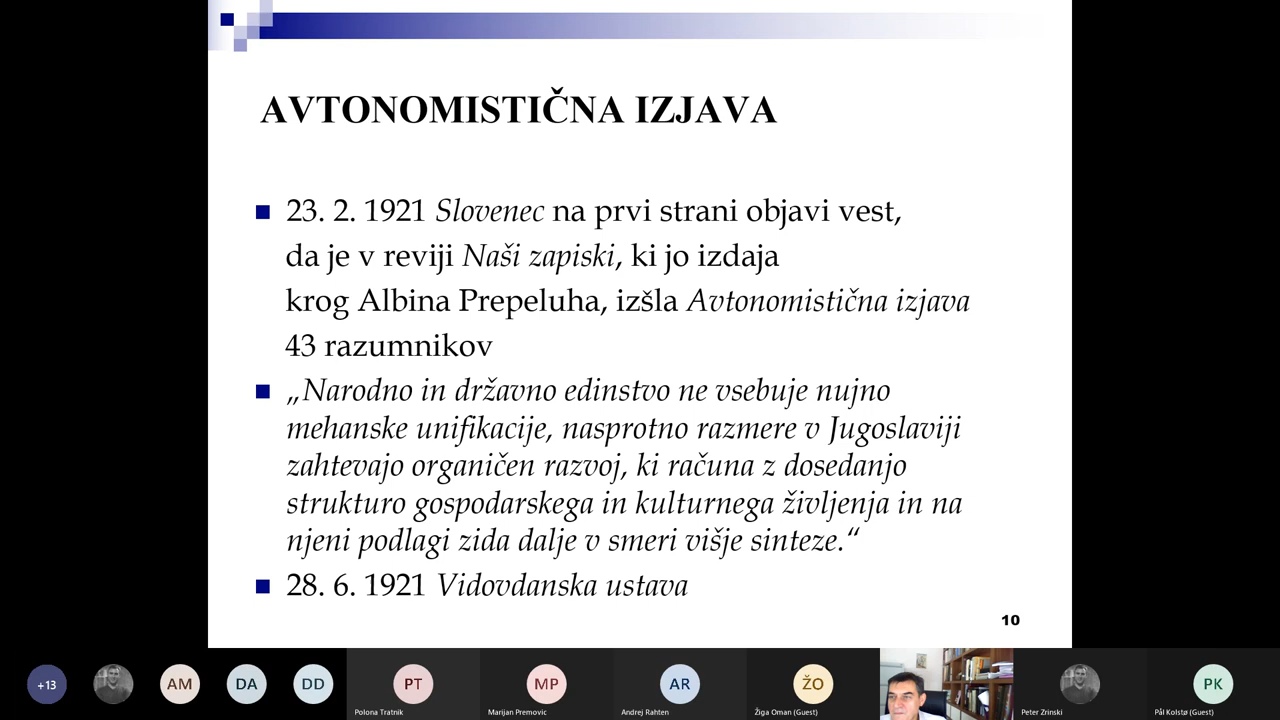 AVTONOMISTIČNA IZJAVA
23. 2. 1921 Slovenec na prvi strani objavi vest,
da je v reviji Naši zapiski, ki jo izdaja
krog Albina Prepeluha, izšla Avtonomistična izjava
43 razumnikov
„Narodno in državno edinstvo ne vsebuje nujno
mehanske unifikacije, nasprotno razmere v Jugoslaviji
zahtevajo organičen razvoj, ki računa z dosedanjo
strukturo gospodarskega in kulturnega življenja in na
njeni podlagi zida dalje v smeri višje sinteze.“
28. 6. 1921 Vidovdanska ustava
10
+13 AM DA DD PT MP AR ŽO PK
Polona Tratnik Marijan Premovic Andrej Rahten Žiga Oman (Guest) Peter Zrinski Pål Kolstø (Guest)